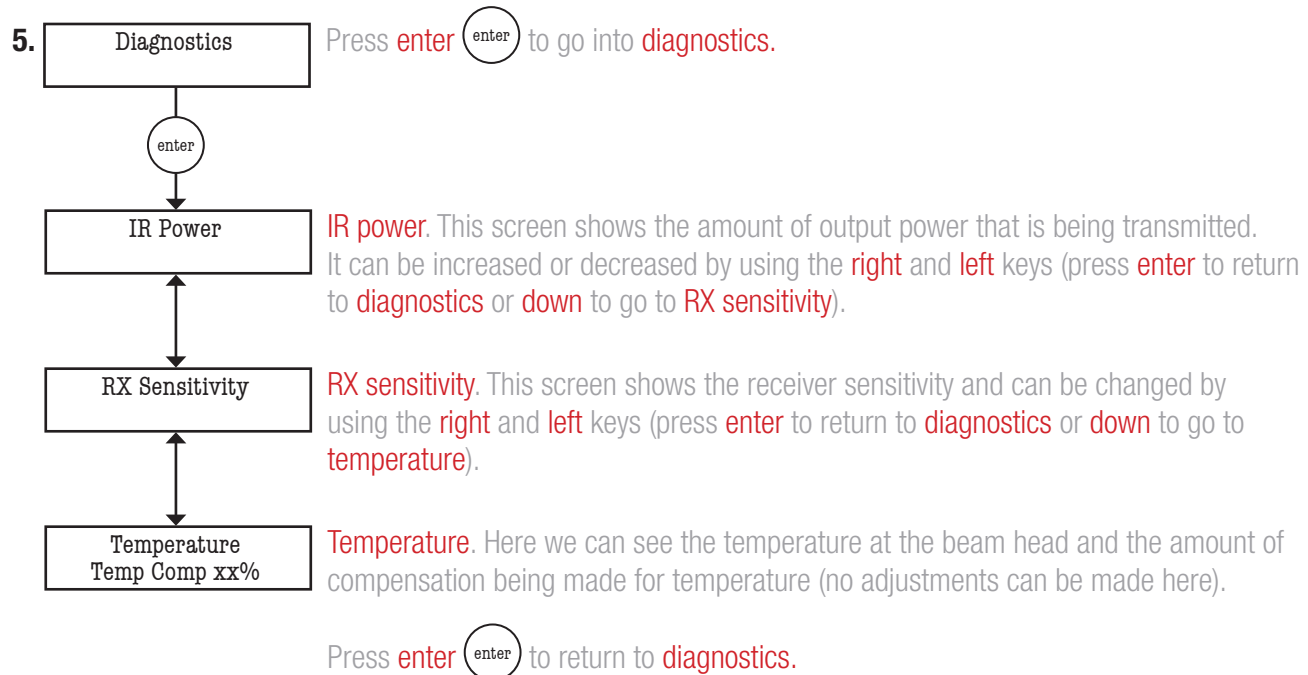 5. Diagnostics
Press enter enter to go into diagnostics.
enter
IR Power
IR power. This screen shows the amount of output power that is being transmitted.
It can be increased or decreased by using the right and left keys (press enter to return
to diagnostics or down to go to RX sensitivity).
RX Sensitivity
RX sensitivity. This screen shows the receiver sensitivity and can be changed by
using the right and left keys (press enter to return to diagnostics or down to go to
temperature).
Temperature
Temp Comp xx%
Temperature. Here we can see the temperature at the beam head and the amount of
compensation being made for temperature (no adjustments can be made here).
Press enter enter to return to diagnostics.